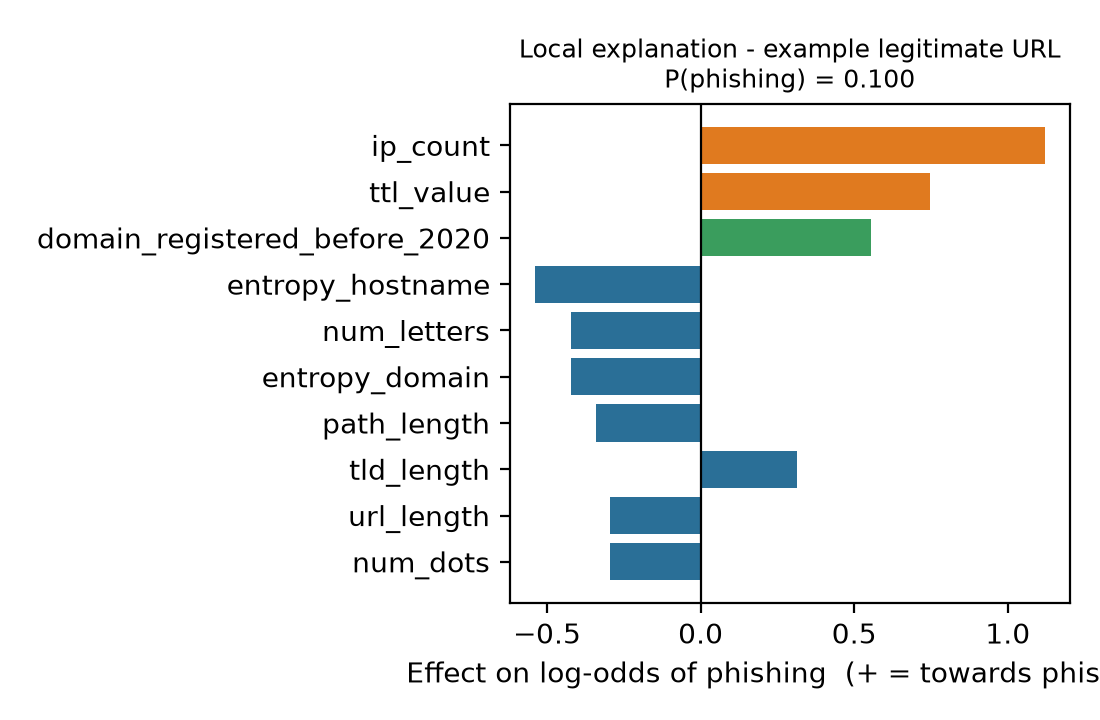 Local explanation - example legitimate URL
P(phishing) = 0.100
ip_count
ttl_value
domain_registered_before_2020
entropy_hostname
num_letters
entropy_domain
path_length
tld_length
url_length
num_dots
−0.5 0.0 0.5 1.0
Effect on log-odds of phishing (+ = towards phis